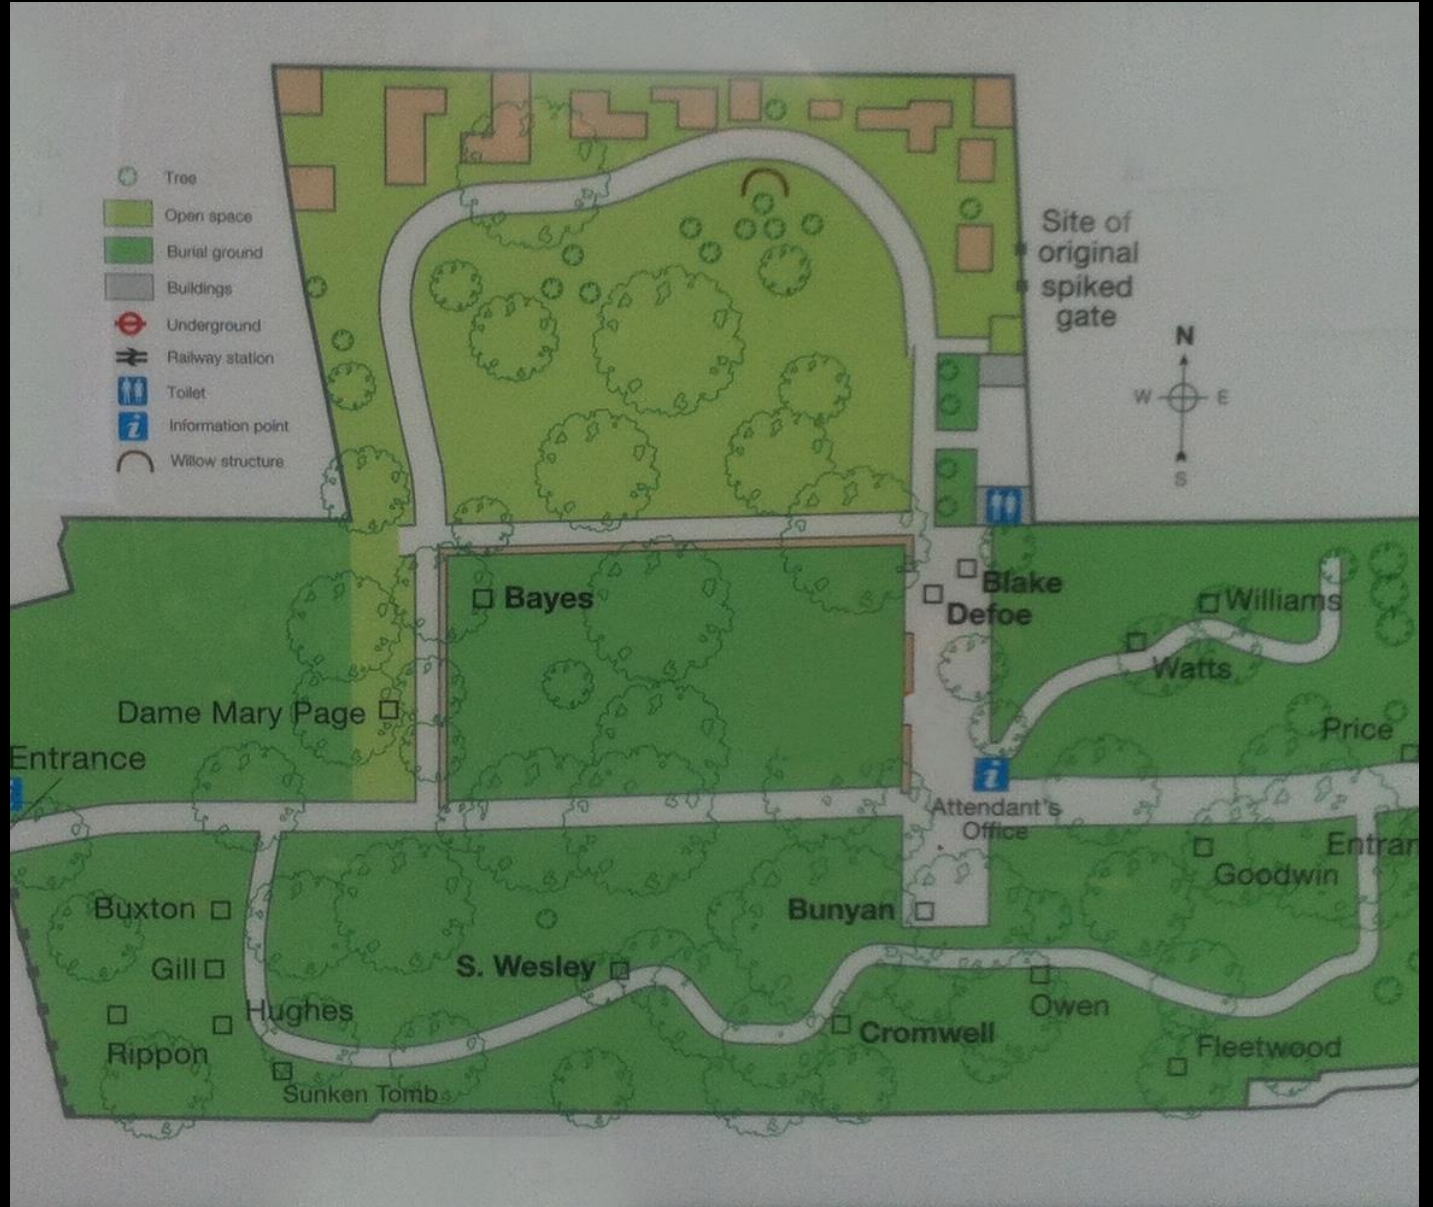 Tree
Open space
Burial ground
Buildings
Underground
Railway station
Toilet
i Information point
Willow structure
Site of
original
spiked
gate
N
W E
S
Blake
Bayes
Defoe
Williams
Watts
Dame Mary Page
Price
Entrance
i
Attendant's
Office
Entran
Goodwin
Buxton
Bunyan
Gill
S. Wesley
Hughes
Owen
Cromwell
Rippon
Fleetwood
Sunken Tomb